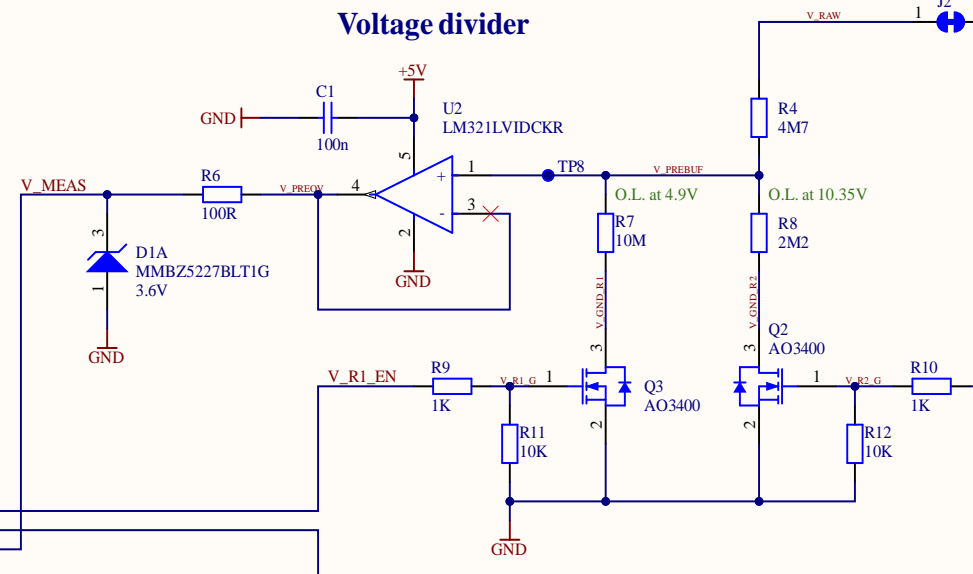 Voltage divider
J2
V_RAW
1
+5V
C1
GND
100n
U2
LM321LVIDCKR
R4
4M7
5
+
1
TP8
V_PREBUF
V_MEAS
R6
V_PREOV
4
100R
-
3
2
GND
O.L. at 4.9V
O.L. at 10.35V
R7
10M
R8
2M2
3
D1A
MMBZ5227BLT1G
3.6V
1
GND
V_GND_R1
V_GND_R2
3
3
Q2
AO3400
V_R1_EN
R9
1K
V_R1_G
1
Q3
AO3400
2
2
1
V_R2_G
R10
1K
R11
10K
R12
10K
GND